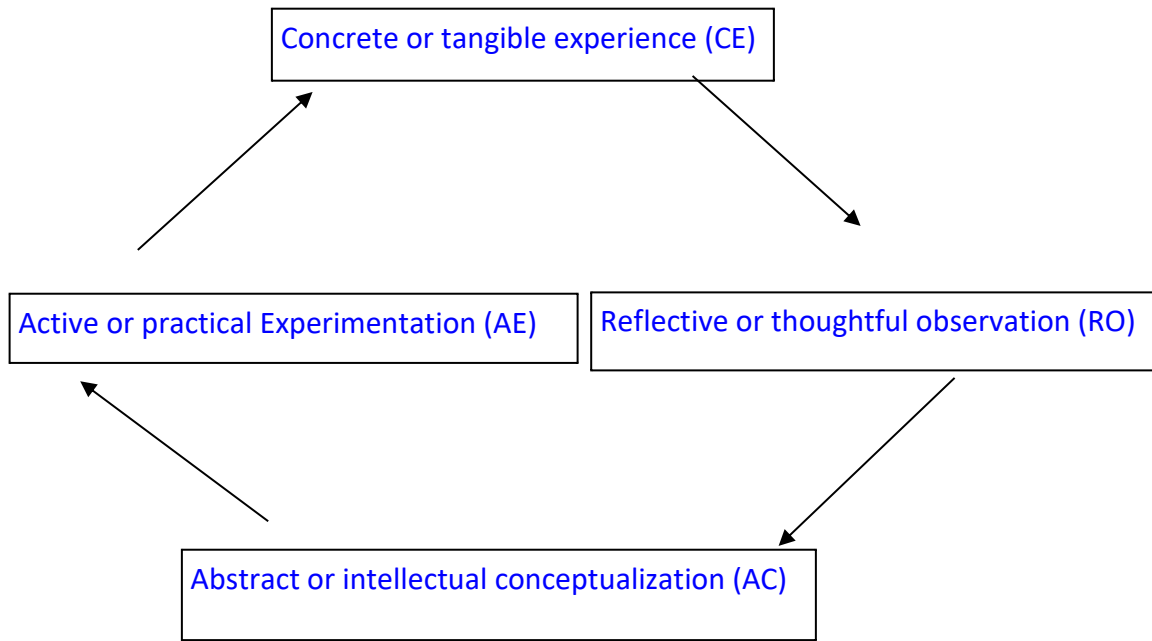 Concrete or tangible experience (CE)
Active or practical Experimentation (AE)
Reflective or thoughtful observation (RO)
Abstract or intellectual conceptualization (AC)